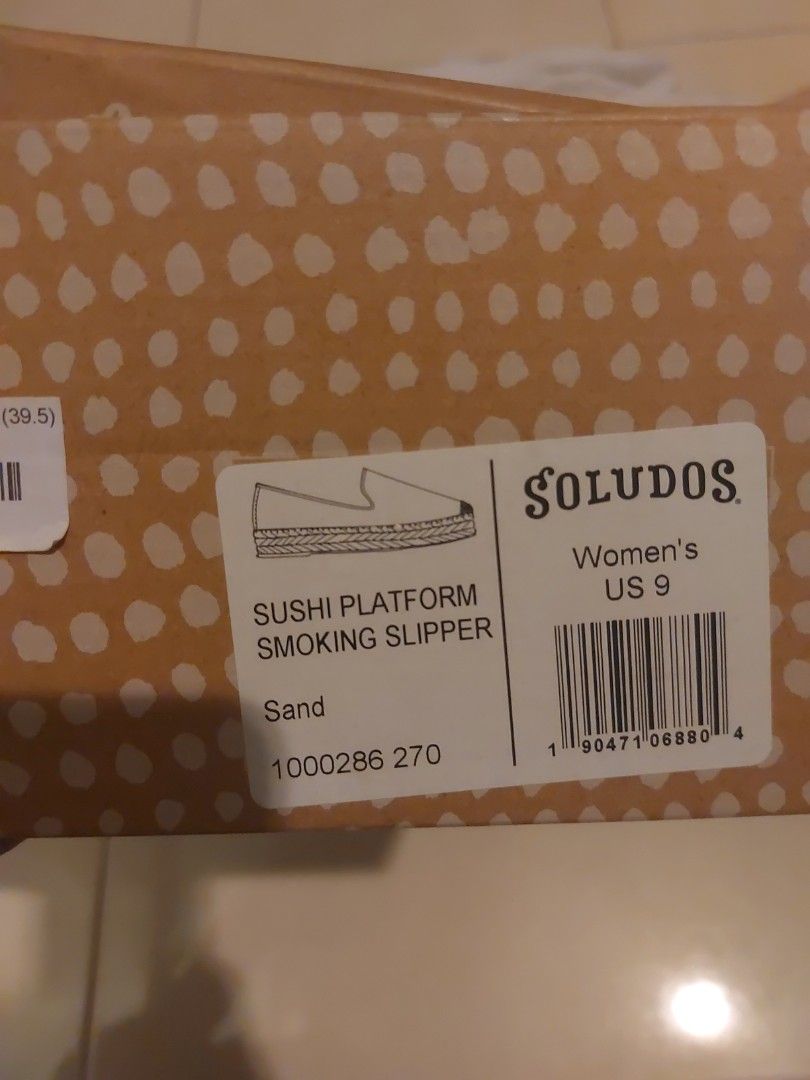 (39.5)
SOLUDOS.
Women's
US 9
SUSHI PLATFORM
SMOKING SLIPPER
Sand
1000286 270
1 90471 06880 4